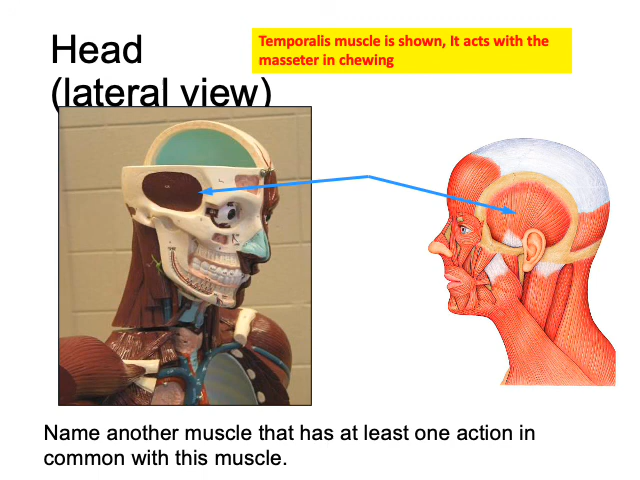 Head
(lateral view)
Temporalis muscle is shown, It acts with the
masseter in chewing
Name another muscle that has at least one action in
common with this muscle.